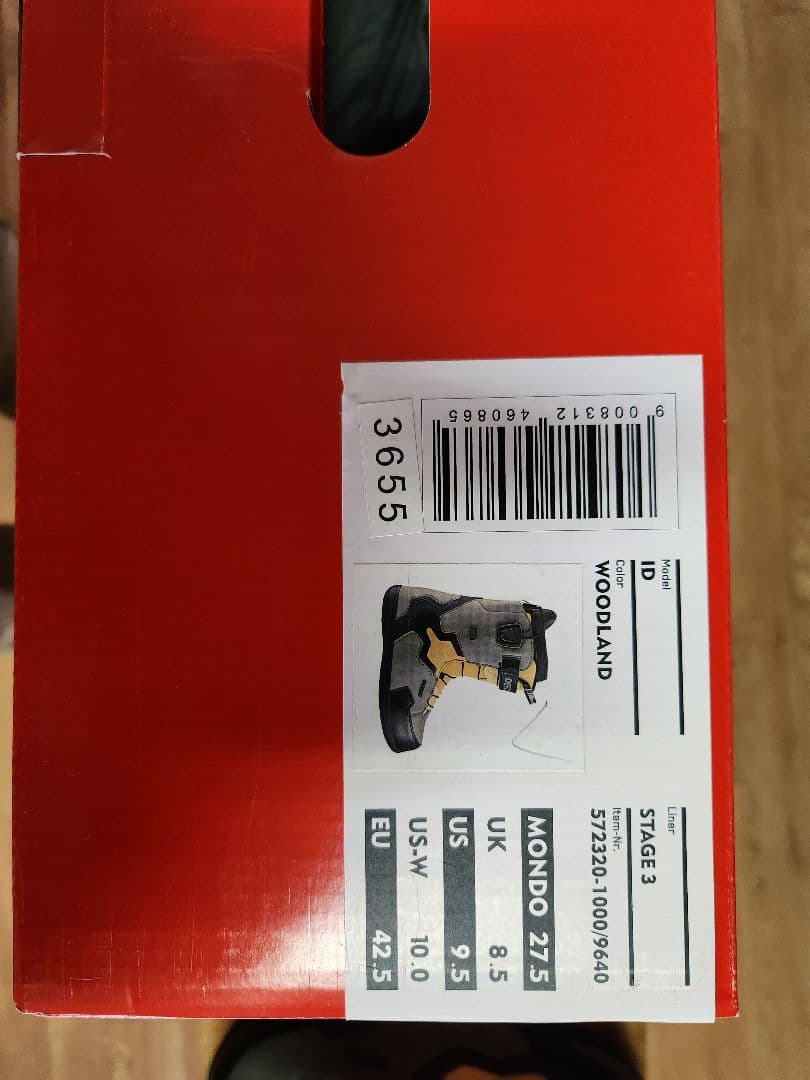 9 008312 460865
3655
Model
ID
Color
WOODLAND
Liner
STAGE 3
Item-Nr.
572320-1000/9640
MONDO 27.5
UK 8.5
US 9.5
US-W 10.0
EU 42.5